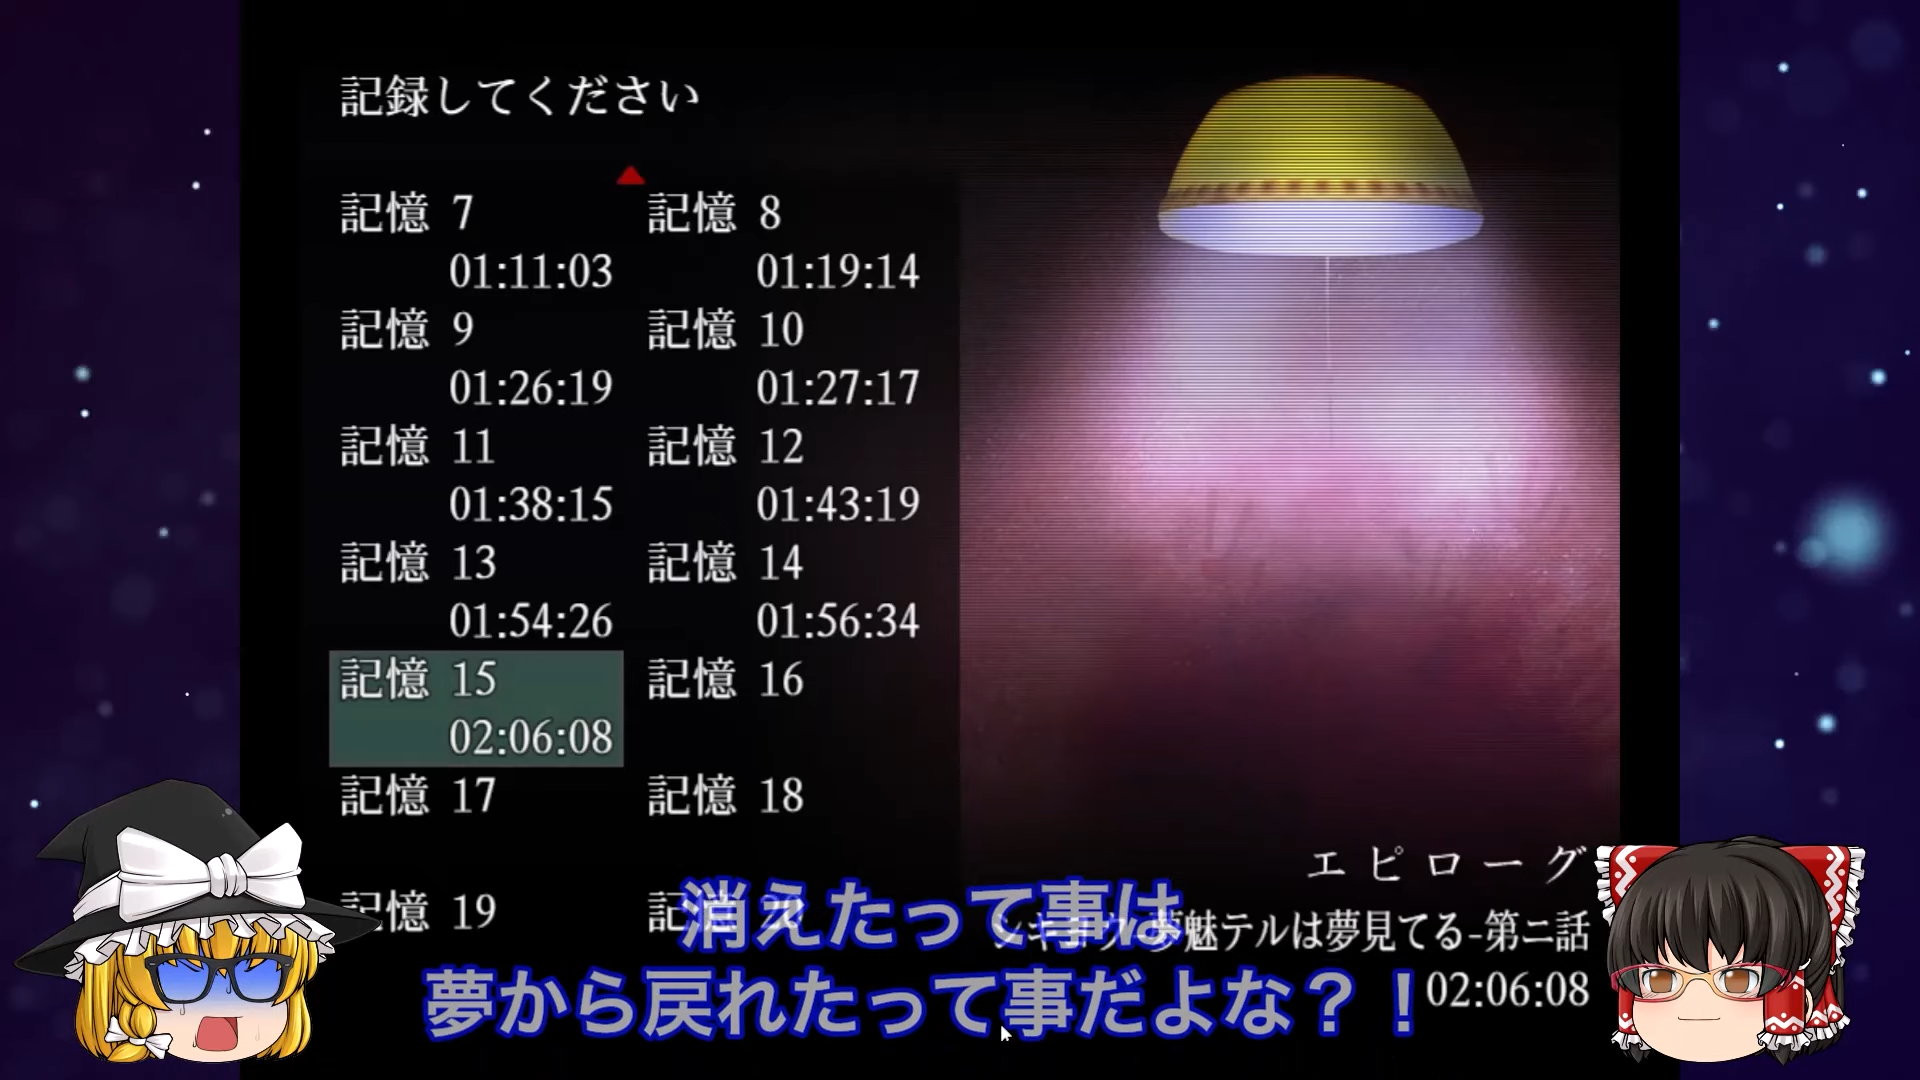 記録してください
記憶 7
記憶 8
01:11:03
01:19:14
記憶 9
記憶 10
01:26:19
01:27:17
記憶 11
記憶 12
01:38:15
01:43:19
記憶 13
記憶 14
01:54:26
01:56:34
記憶 15
記憶 16
02:06:08
記憶 17
記憶 18
記憶 19
エピローグ
魅テルは夢見てる-第ニ話
02:06:08
消えたって事は
夢から戻れたって事だよな？！